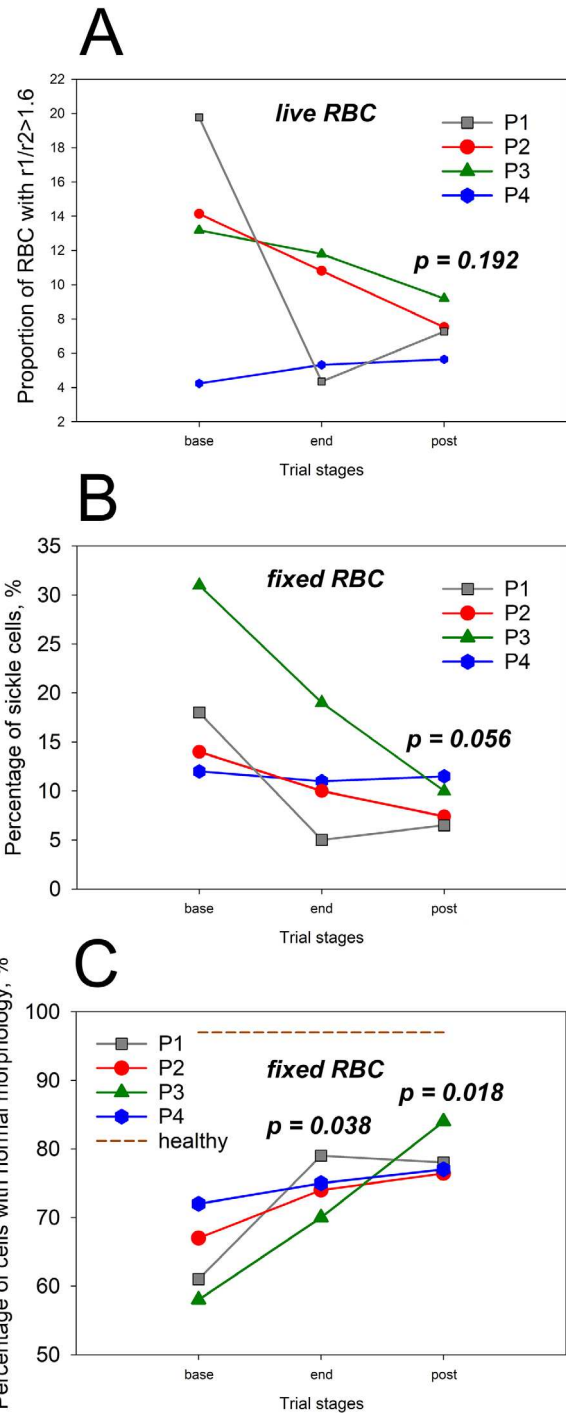 A
Proportion of RBC with r1/r2>1.6
22
20
18
16
14
12
10
8
6
4
2
live RBC
P1
P2
P3
P4
p = 0.192
base end post
Trial stages
B
Percentage of sickle cells, %
35
30
25
20
15
10
5
0
fixed RBC
P1
P2
P3
P4
p = 0.056
base end post
Trial stages
C
Percentage of cells with normal morphology, %
100
90
80
70
60
50
P1
P2
P3
P4
healthy
fixed RBC
p = 0.038
p = 0.018
base end post
Trial stages